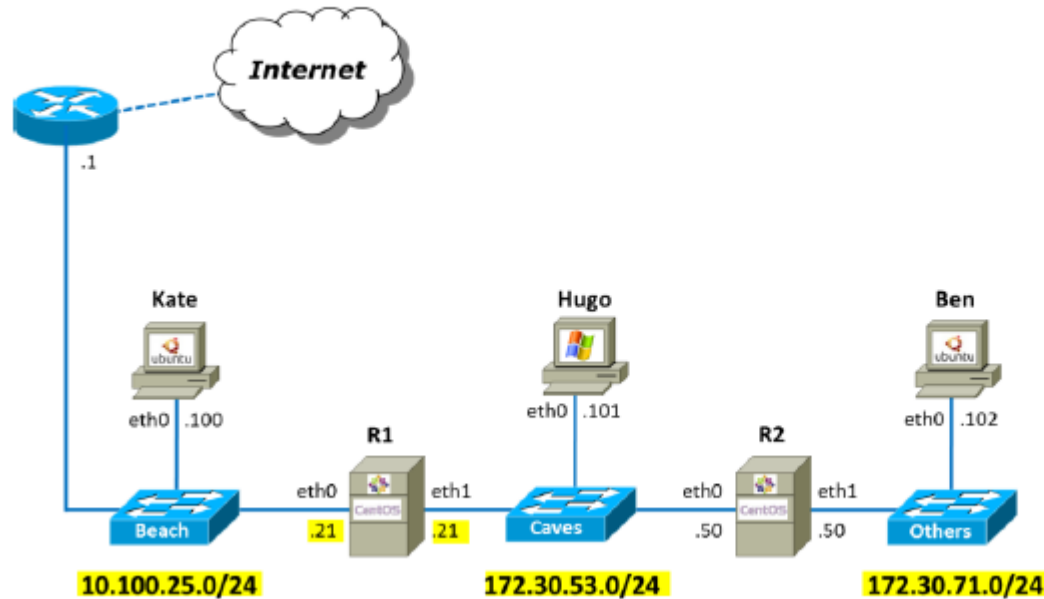 Internet
.1
Kate
Hugo
Ben
ubuntu
ubuntu
eth0 .100
eth0 .101
eth0 .102
R1
R2
eth0 eth1
eth0 eth1
CentOS
CentOS
.21 .21
.50 .50
Beach
Caves
Others
10.100.25.0/24
172.30.53.0/24
172.30.71.0/24